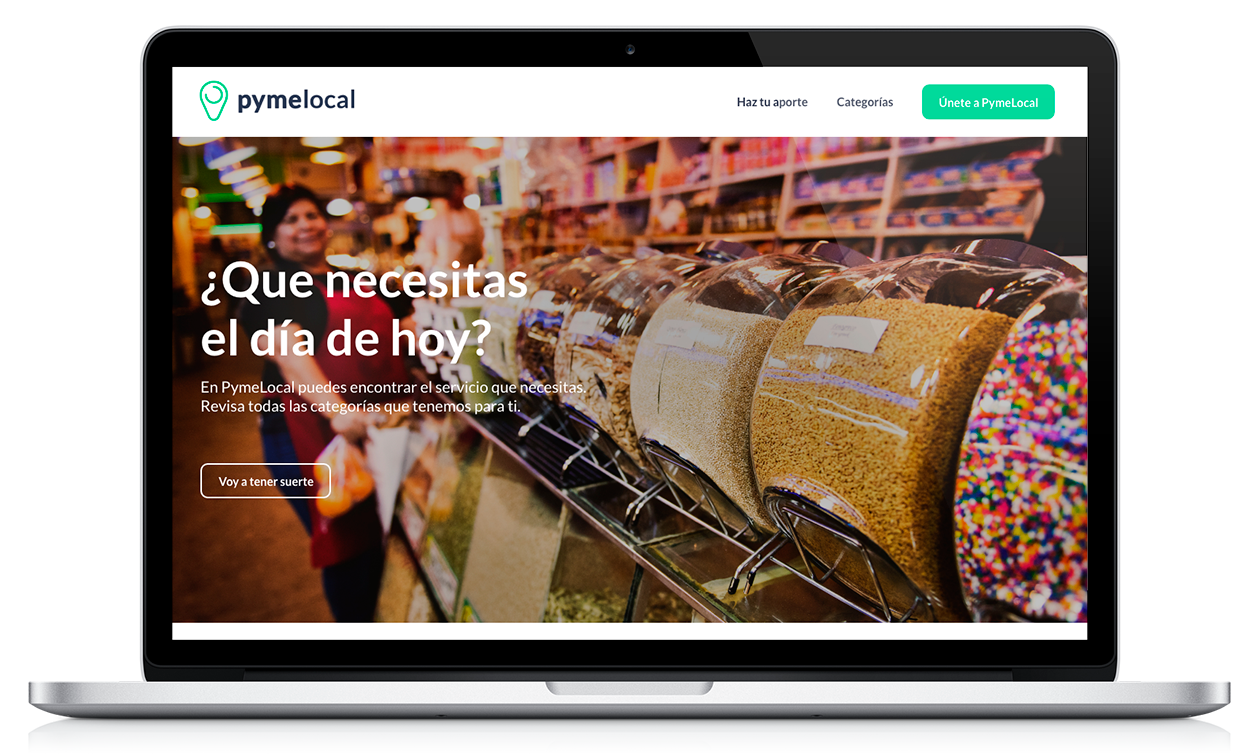 pymelocal
Haz tu aporte
Categorías
Únete a PymeLocal
¿Que necesitas
el día de hoy?
En PymeLocal puedes encontrar el servicio que necesitas.
Revisa todas las categorías que tenemos para ti.
Voy a tener suerte